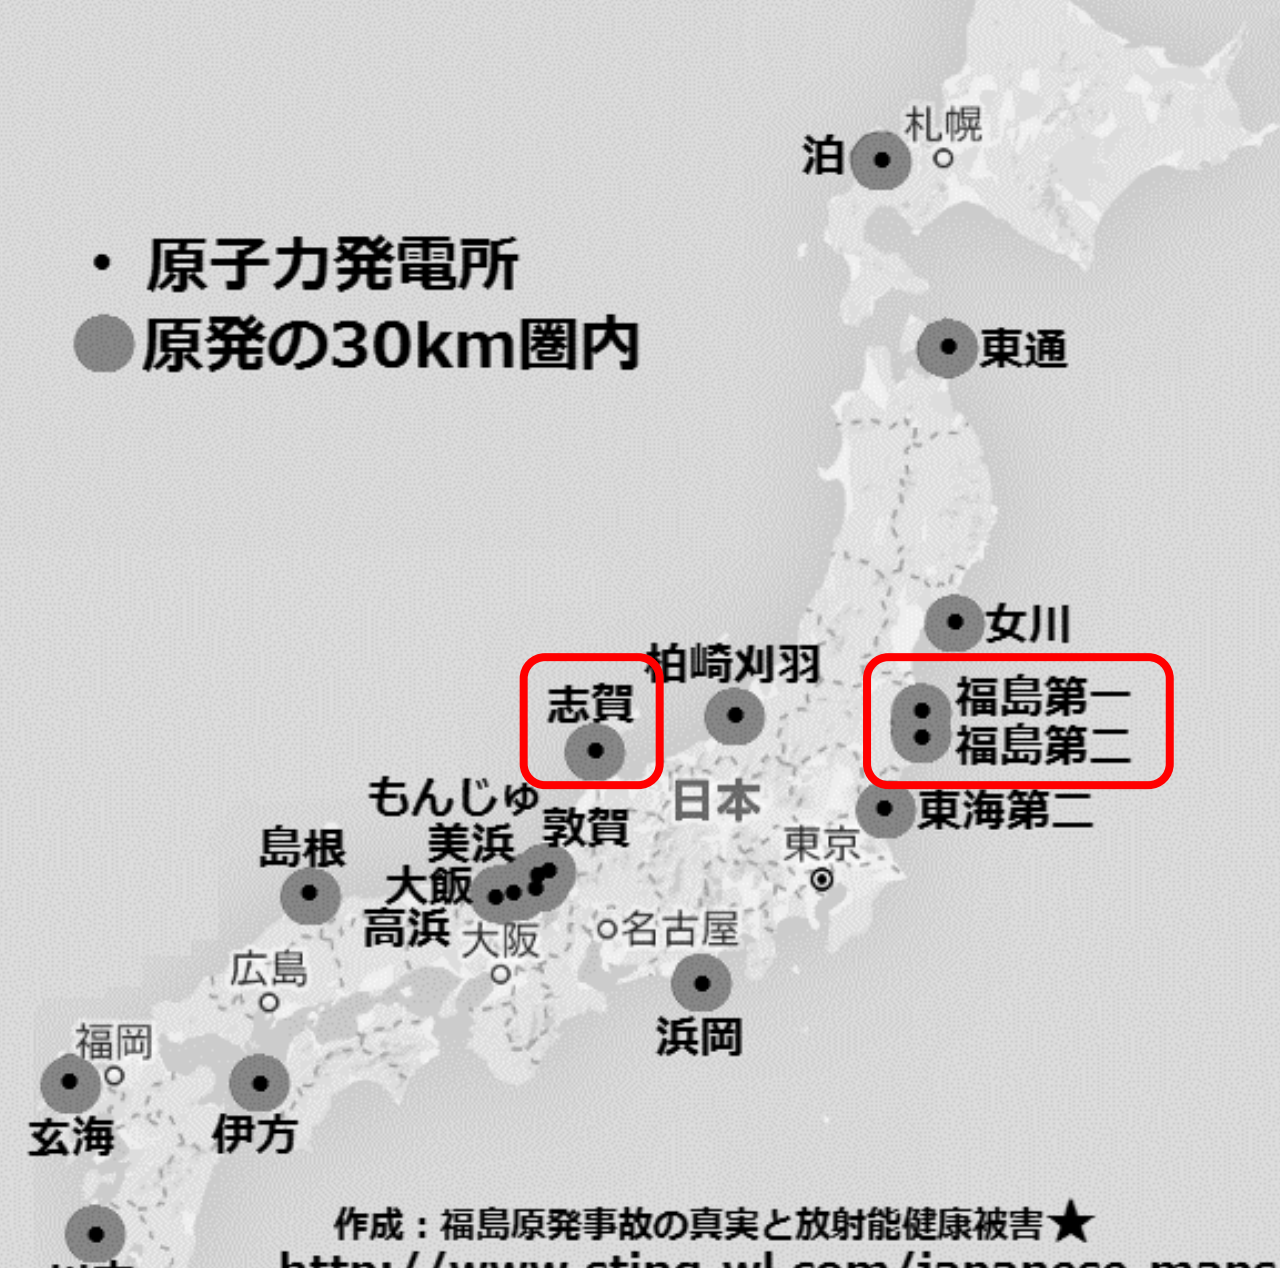 札幌
泊
・ 原子力発電所
原発の30km圏内
東通
女川
柏崎刈羽
志賀
福島第一
福島第二
日本
もんじゅ
敦賀
東海第二
島根
美浜
東京
大飯
高浜
大阪
名古屋
広島
浜岡
福岡
玄海
伊方
作成：福島原発事故の真実と放射能健康被害★